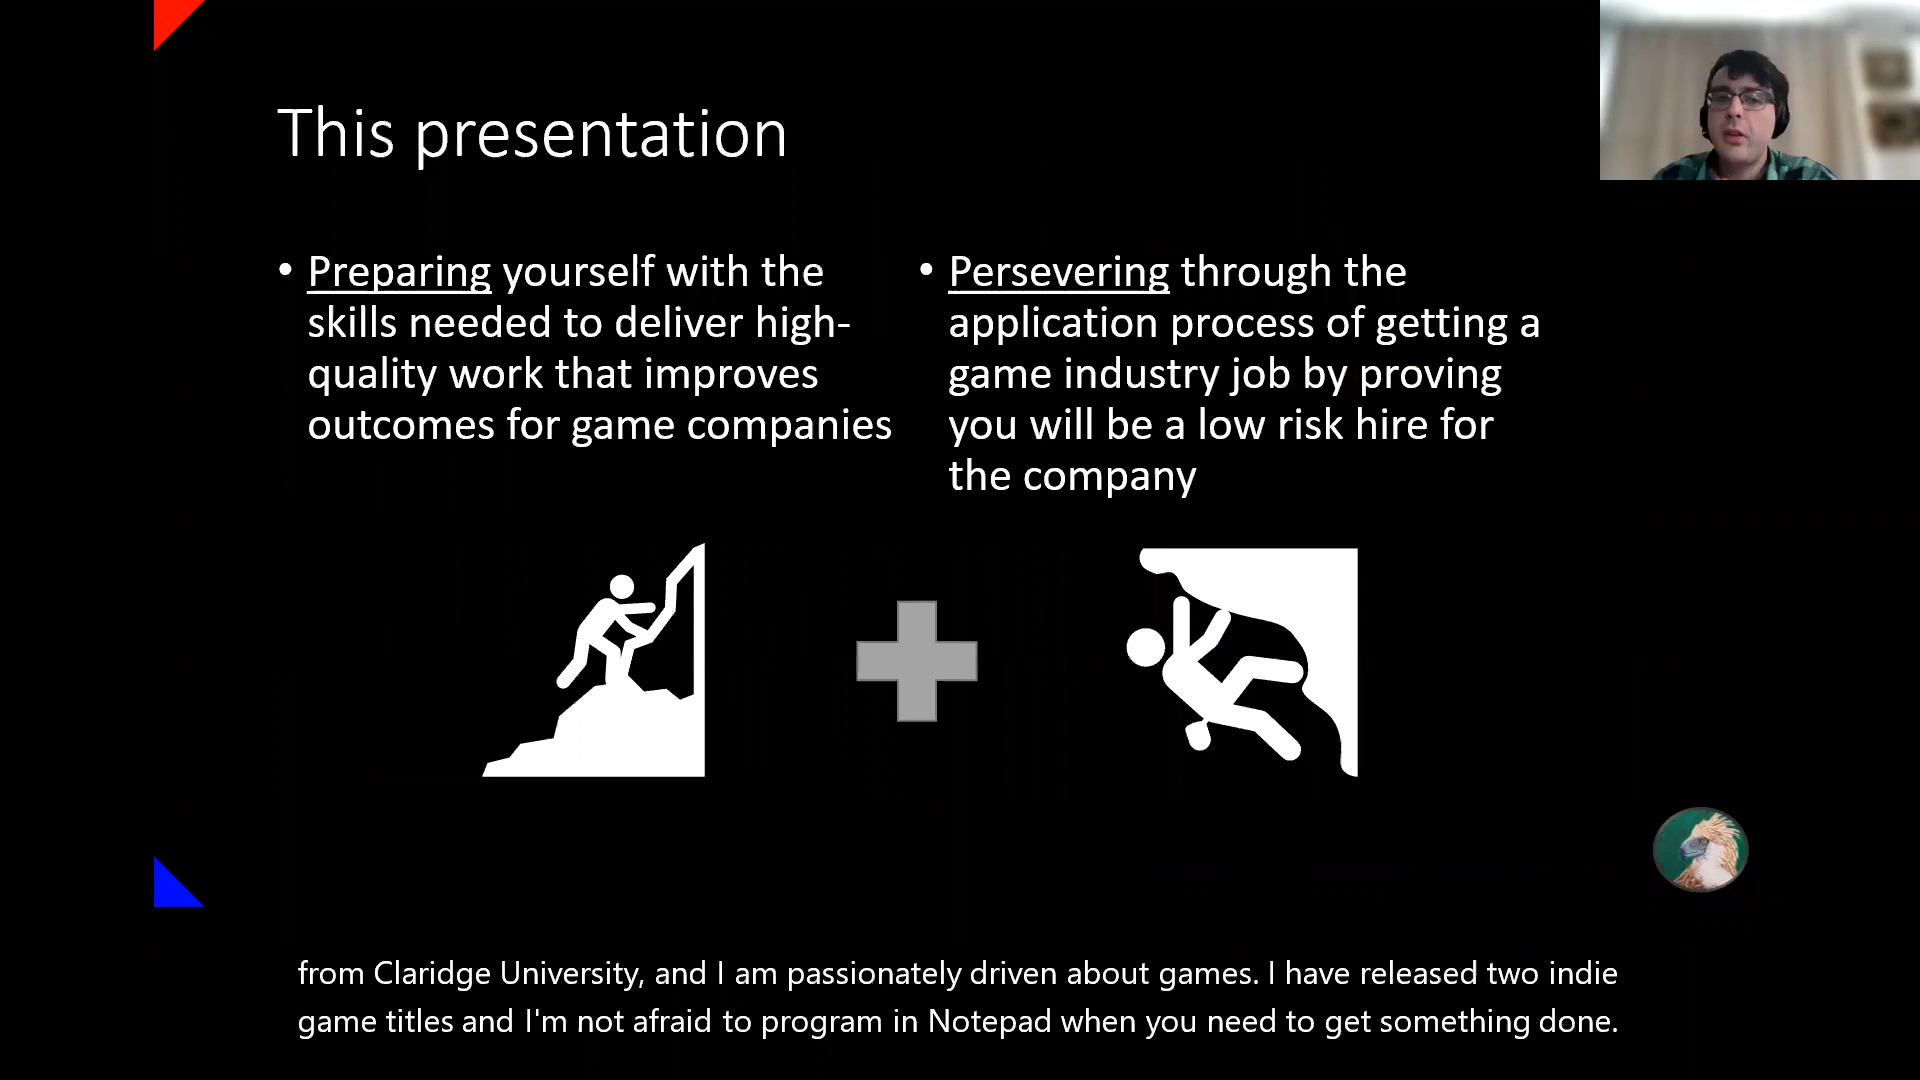 This presentation
• Preparing yourself with the
skills needed to deliver high-
quality work that improves
outcomes for game companies
• Persevering through the
application process of getting a
game industry job by proving
you will be a low risk hire for
the company
from Claridge University, and I am passionately driven about games. I have released two indie
game titles and I'm not afraid to program in Notepad when you need to get something done.